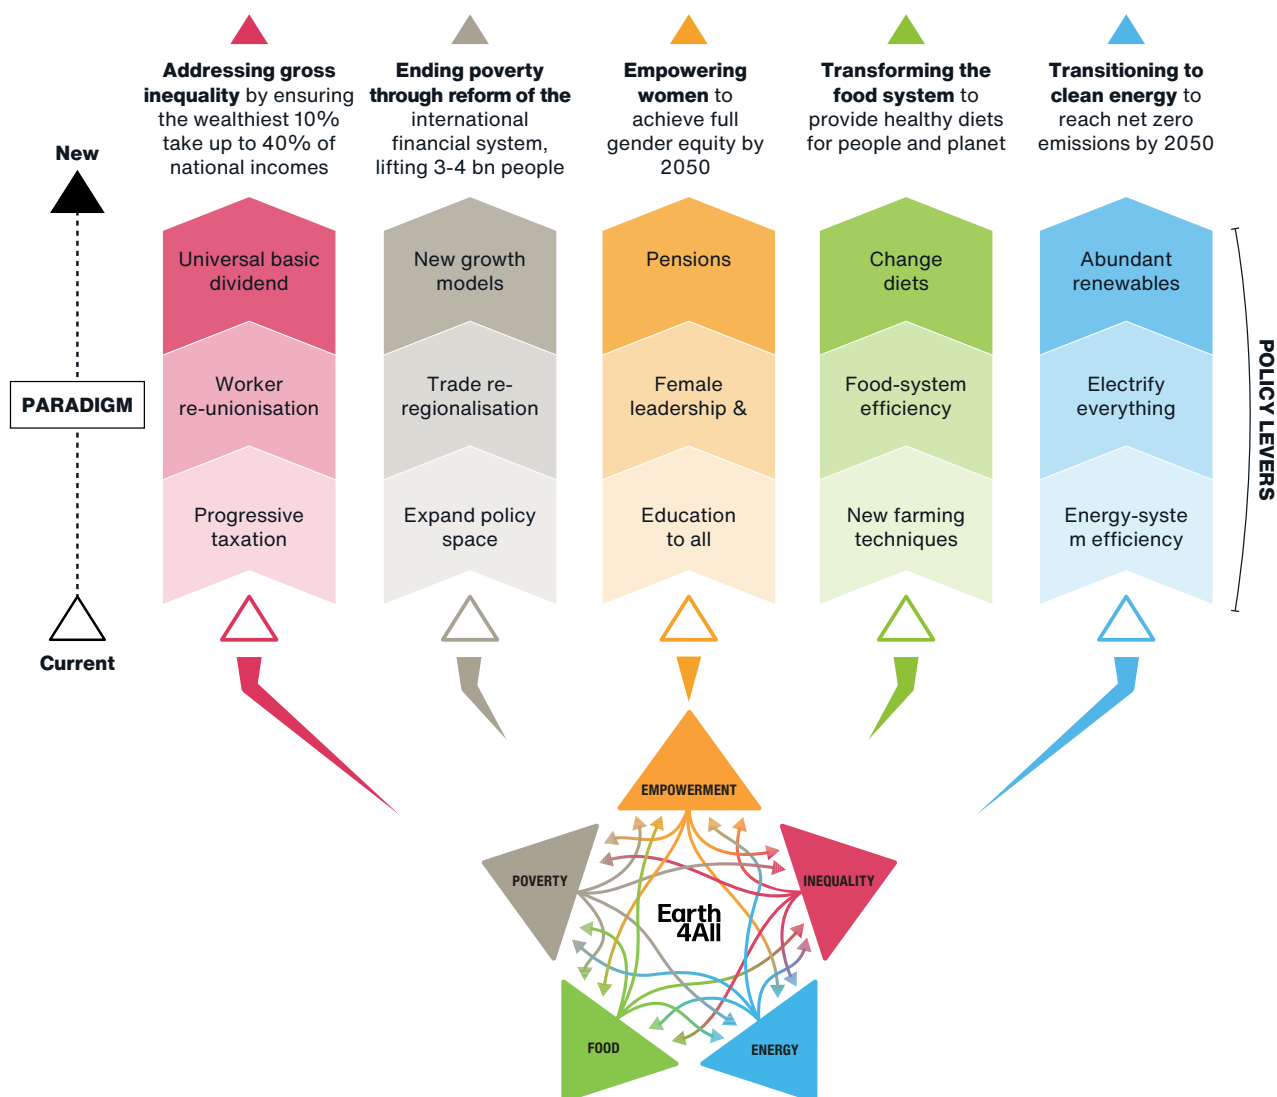 Addressing gross
inequality by ensuring
the wealthiest 10%
take up to 40% of
national incomes
Ending poverty
through reform of the
international
financial system,
lifting 3-4 bn people
Empowering
women to
achieve full
gender equity by
2050
Transforming the
food system to
provide healthy diets
for people and planet
Transitioning to
clean energy to
reach net zero
emissions by 2050
New
PARADIGM
Current
Universal basic
dividend
Worker
re-unionisation
Progressive
taxation
New growth
models
Trade re-
regionalisation
Expand policy
space
Pensions
Female
leadership &
Education
to all
Change
diets
Food-system
efficiency
New farming
techniques
Abundant
renewables
Electrify
everything
Energy-syste
m efficiency
POLICY LEVERS
EMPOWERMENT
POVERTY
INEQUALITY
Earth
4All
FOOD
ENERGY